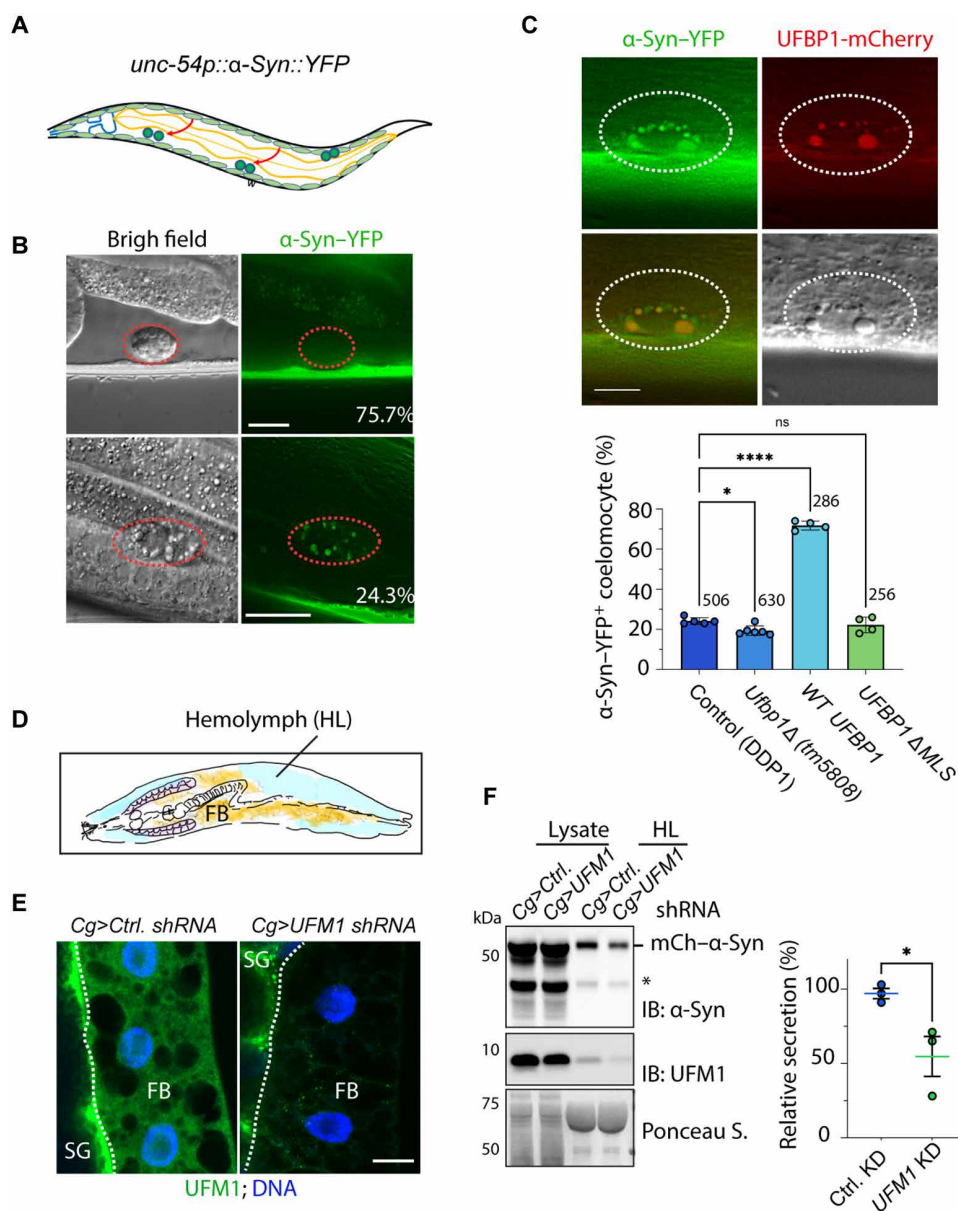 A
unc-54p::α-Syn::YFP
B
Brigh field
α-Syn–YFP
75.7%
24.3%
C
α-Syn–YFP
UFBP1-mCherry
ns
****
*
286
506
630
256
α-Syn–YFP+ coelomocyte (%)
80
60
40
20
0
Control (DDP1)
Ufbp1Δ (tm5808)
WT UFBP1
UFBP1 ΔMLS
D
Hemolymph (HL)
FB
E
Cg>Ctrl. shRNA
Cg>UFM1 shRNA
SG
FB
SG
FB
UFM1; DNA
F
Lysate
HL
Cg>Ctrl.
Cg>UFM1
Cg>Ctrl.
Cg>UFM1
shRNA
kDa
50
mCh–α-Syn
*
IB: α-Syn
10
IB: UFM1
75
50
Ponceau S.
Relative secretion (%)
100
50
0
*
Ctrl. KD
UFM1 KD